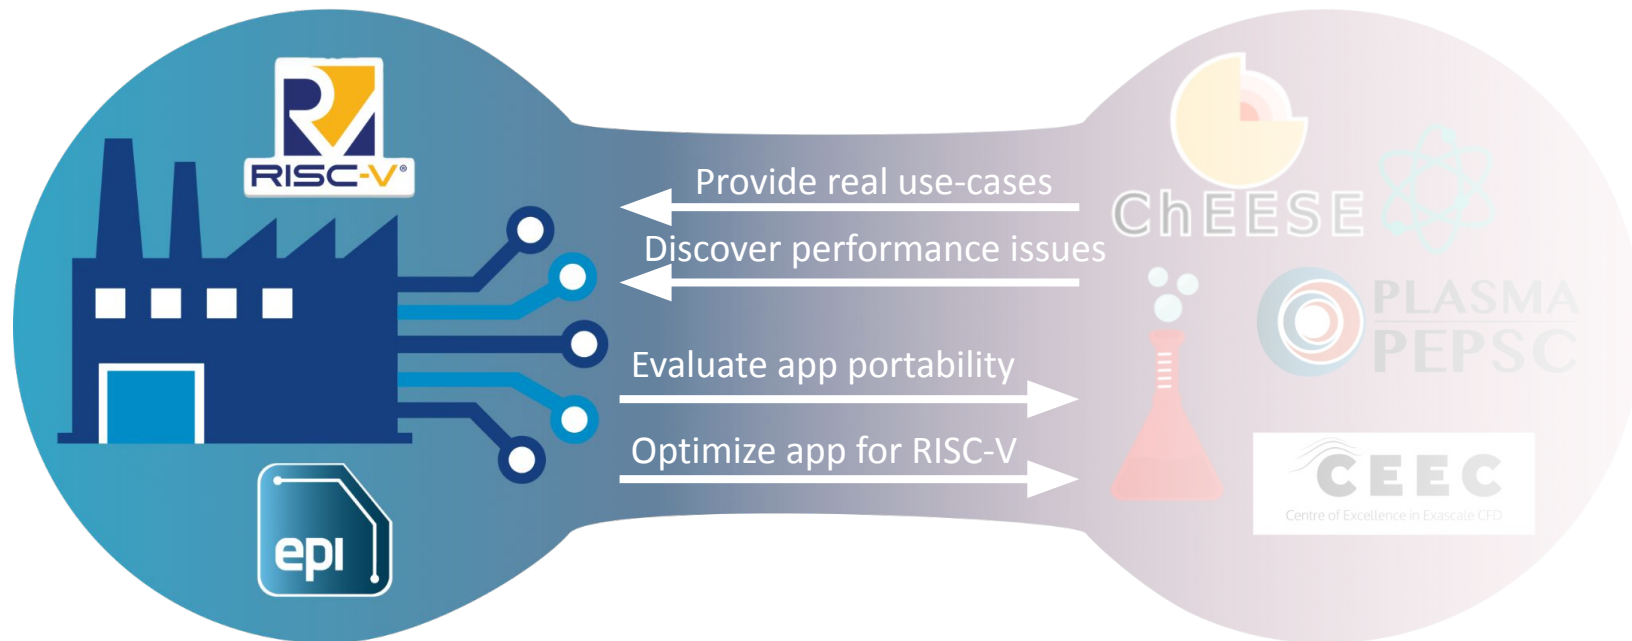 RISC-V®
epi
Provide real use-cases
Discover performance issues
Evaluate app portability
Optimize app for RISC-V
ChEESE
PLASMA
PEPSC
CEEC
Centre of Excellence in Exascale CFD